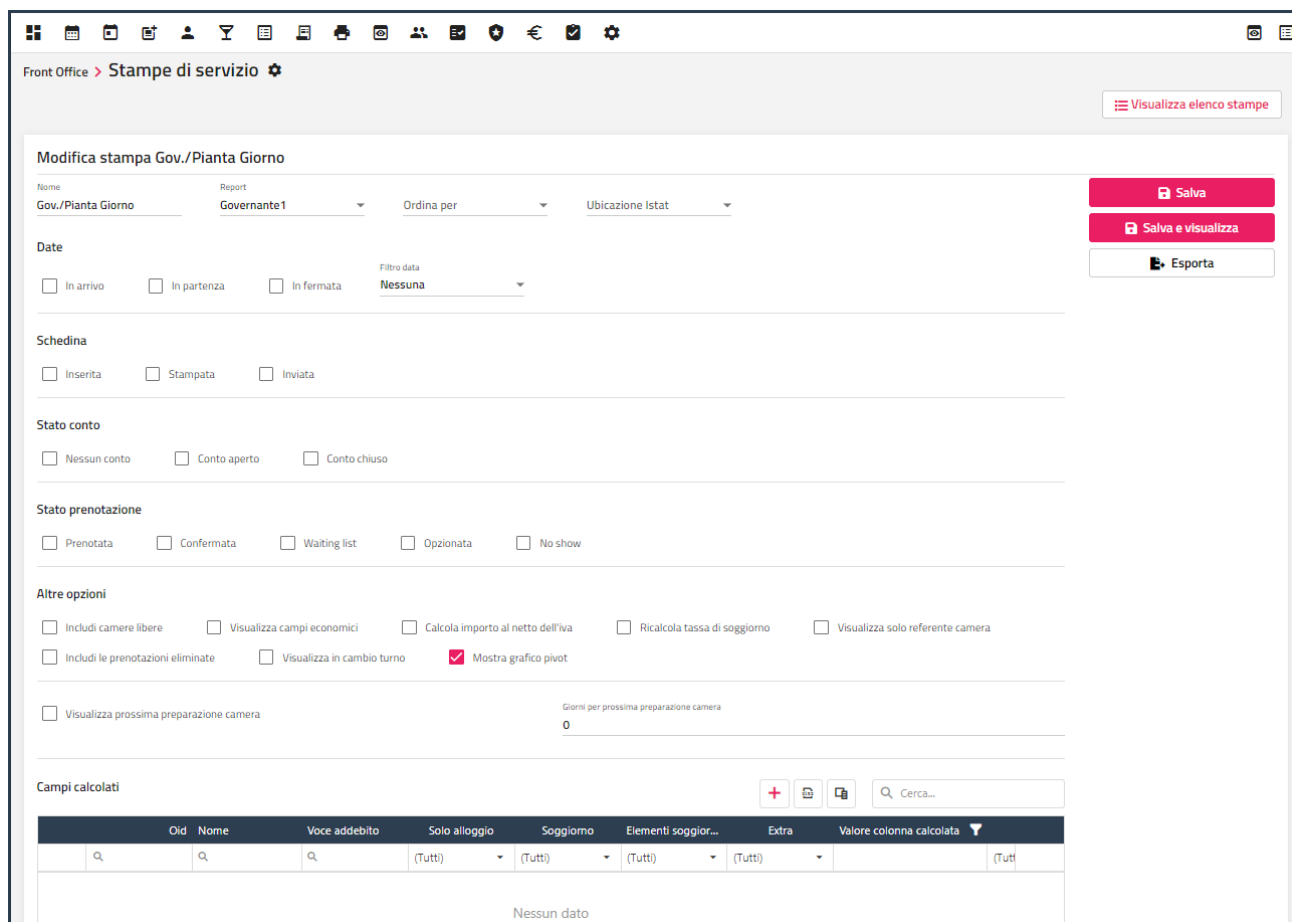 Front Office > Stampe di servizio
Visualizza elenco stampe
Modifica stampa Gov./Pianta Giorno
Nome Report
Gov./Pianta Giorno Governante1 Ordina per Ubicazione Istat
Salva
Salva e visualizza
Esporta
Date
Filtro data
In arrivo In partenza In fermata Nessuna
Schedina
Inserita Stampata Inviata
Stato conto
Nessun conto Conto aperto Conto chiuso
Stato prenotazione
Prenotata Confermata Waiting list Opzionata No show
Altre opzioni
Includi camere libere Visualizza campi economici Calcola importo al netto dell'iva Ricalcola tassa di soggiorno Visualizza solo referente camera
Includi le prenotazioni eliminate Visualizza in cambio turno Mostra grafico pivot
Giorni per prossima preparazione camera
Visualizza prossima preparazione camera 0
Campi calcolati Cerca...
Oid Nome Voce addebito Solo alloggio Soggiorno Elementi soggior... Extra Valore colonna calcolata
(Tutti) (Tutti) (Tutti) (Tutti) (Tutt
Nessun dato